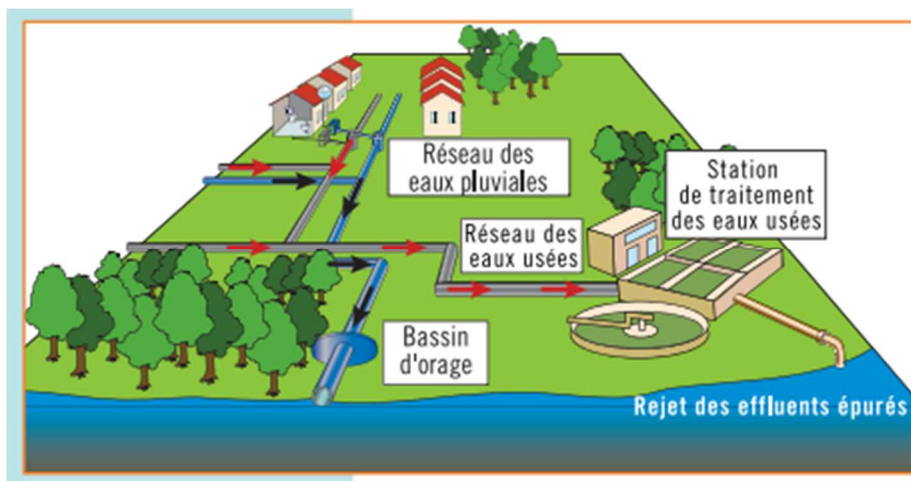 Réseau des
eaux pluviales
Station
de traitement
des eaux usées
Réseau des
eaux usées
Bassin
d'orage
Rejet des effluents épurés